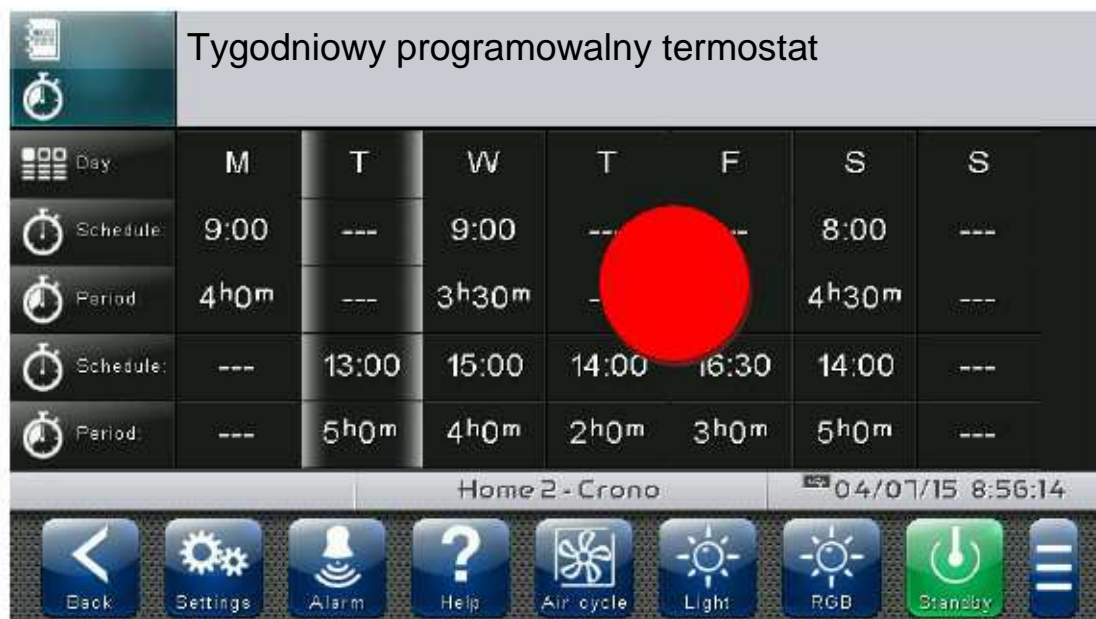 Tygodniowy programowalny termostat
Day: M T W T F S S
Schedule: 9:00 --- 9:00 --- --- 8:00 ---
Period: 4h0m --- 3h30m 4h30m ---
Schedule: --- 13:00 15:00 14:00 16:30 14:00 ---
Period: --- 5h0m 4h0m 2h0m 3h0m 5h0m ---
Home 2 - Crono 04/07/15 8:56:14
Back Settings Alarm Help Air cycle Light RGB Standby